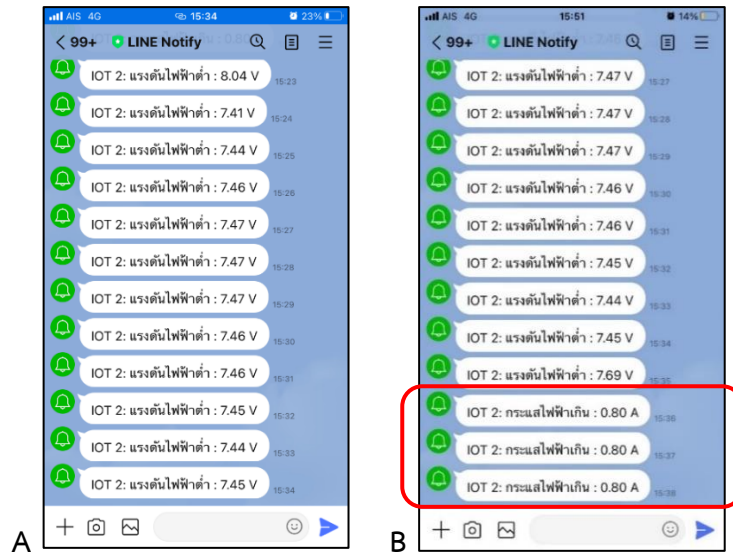 AIS 4G 15:34 23%
99+ LINE Notify
IOT 2: แรงดันไฟฟ้าต่ำ : 8.04 V 15:23
IOT 2: แรงดันไฟฟ้าต่ำ : 7.41 V 15:24
IOT 2: แรงดันไฟฟ้าต่ำ : 7.44 V 15:25
IOT 2: แรงดันไฟฟ้าต่ำ : 7.46 V 15:26
IOT 2: แรงดันไฟฟ้าต่ำ : 7.47 V 15:27
IOT 2: แรงดันไฟฟ้าต่ำ : 7.47 V 15:28
IOT 2: แรงดันไฟฟ้าต่ำ : 7.47 V 15:29
IOT 2: แรงดันไฟฟ้าต่ำ : 7.46 V 15:30
IOT 2: แรงดันไฟฟ้าต่ำ : 7.46 V 15:31
IOT 2: แรงดันไฟฟ้าต่ำ : 7.45 V 15:32
IOT 2: แรงดันไฟฟ้าต่ำ : 7.44 V 15:33
IOT 2: แรงดันไฟฟ้าต่ำ : 7.45 V 15:34
A
AIS 4G 15:51 14%
99+ LINE Notify
IOT 2: แรงดันไฟฟ้าต่ำ : 7.47 V 15:27
IOT 2: แรงดันไฟฟ้าต่ำ : 7.47 V 15:28
IOT 2: แรงดันไฟฟ้าต่ำ : 7.47 V 15:29
IOT 2: แรงดันไฟฟ้าต่ำ : 7.46 V 15:30
IOT 2: แรงดันไฟฟ้าต่ำ : 7.46 V 15:31
IOT 2: แรงดันไฟฟ้าต่ำ : 7.45 V 15:32
IOT 2: แรงดันไฟฟ้าต่ำ : 7.44 V 15:33
IOT 2: แรงดันไฟฟ้าต่ำ : 7.45 V 15:34
IOT 2: แรงดันไฟฟ้าต่ำ : 7.69 V 15:35
IOT 2: กระแสไฟฟ้าเกิน : 0.80 A 15:36
IOT 2: กระแสไฟฟ้าเกิน : 0.80 A 15:37
IOT 2: กระแสไฟฟ้าเกิน : 0.80 A 15:38
B